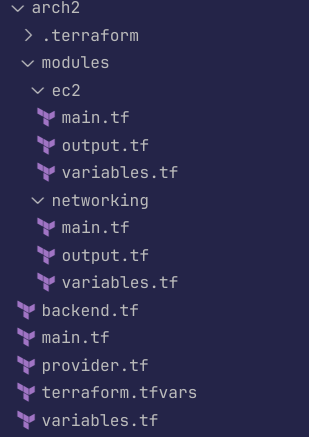 arch2
.terraform
modules
ec2
main.tf
output.tf
variables.tf
networking
main.tf
output.tf
variables.tf
backend.tf
main.tf
provider.tf
terraform.tfvars
variables.tf